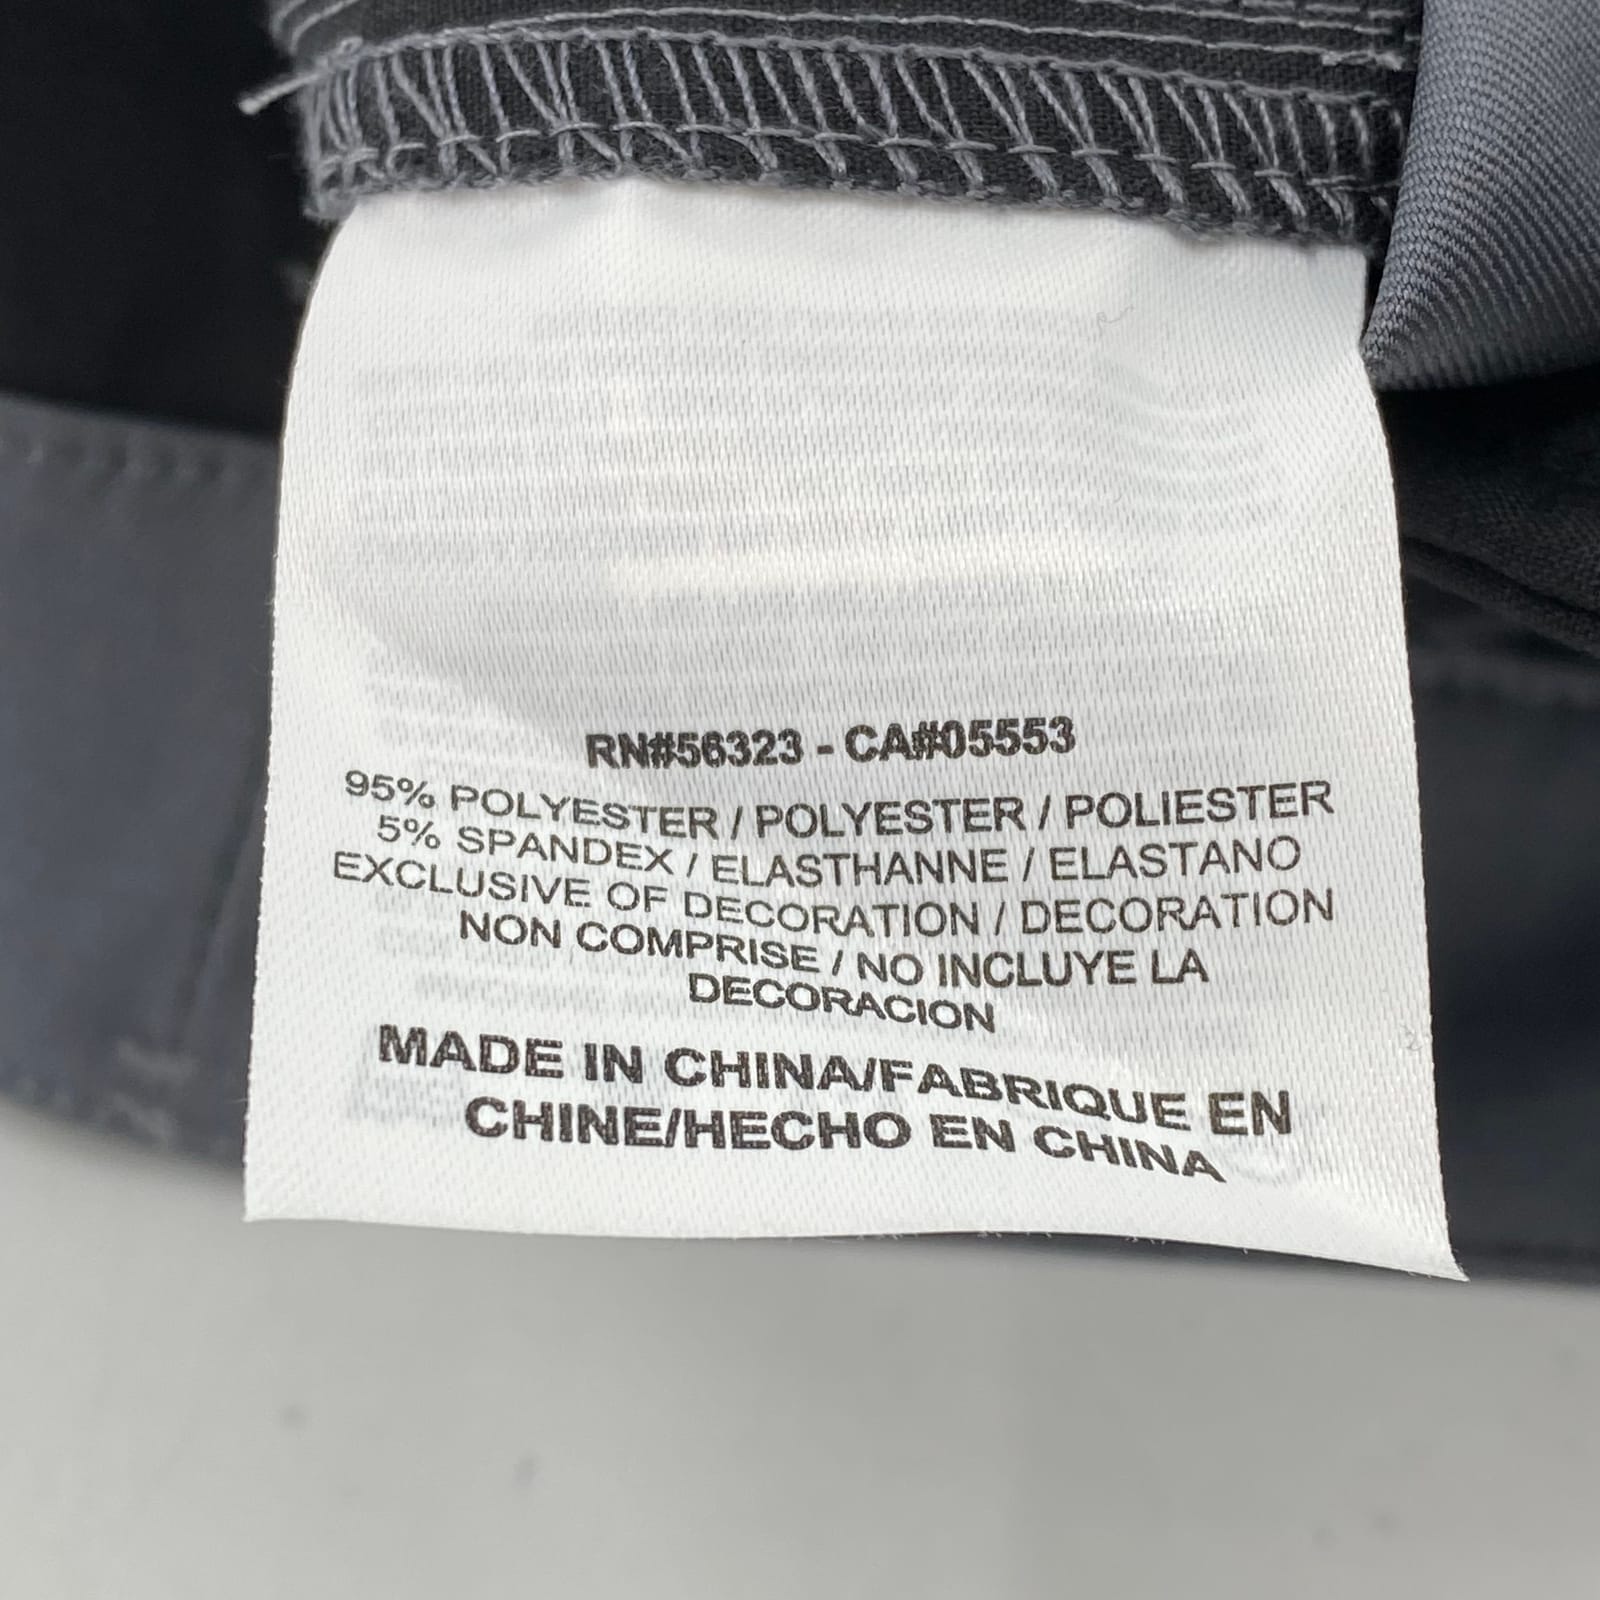 RN#56323 - CA#05553
95% POLYESTER / POLYESTER / POLIESTER
5% SPANDEX / ELASTHANNE / ELASTANO
EXCLUSIVE OF DECORATION / DECORATION
NON COMPRISE / NO INCLUYE LA
DECORACION
MADE IN CHINA/FABRIQUE EN
CHINE/HECHO EN CHINA